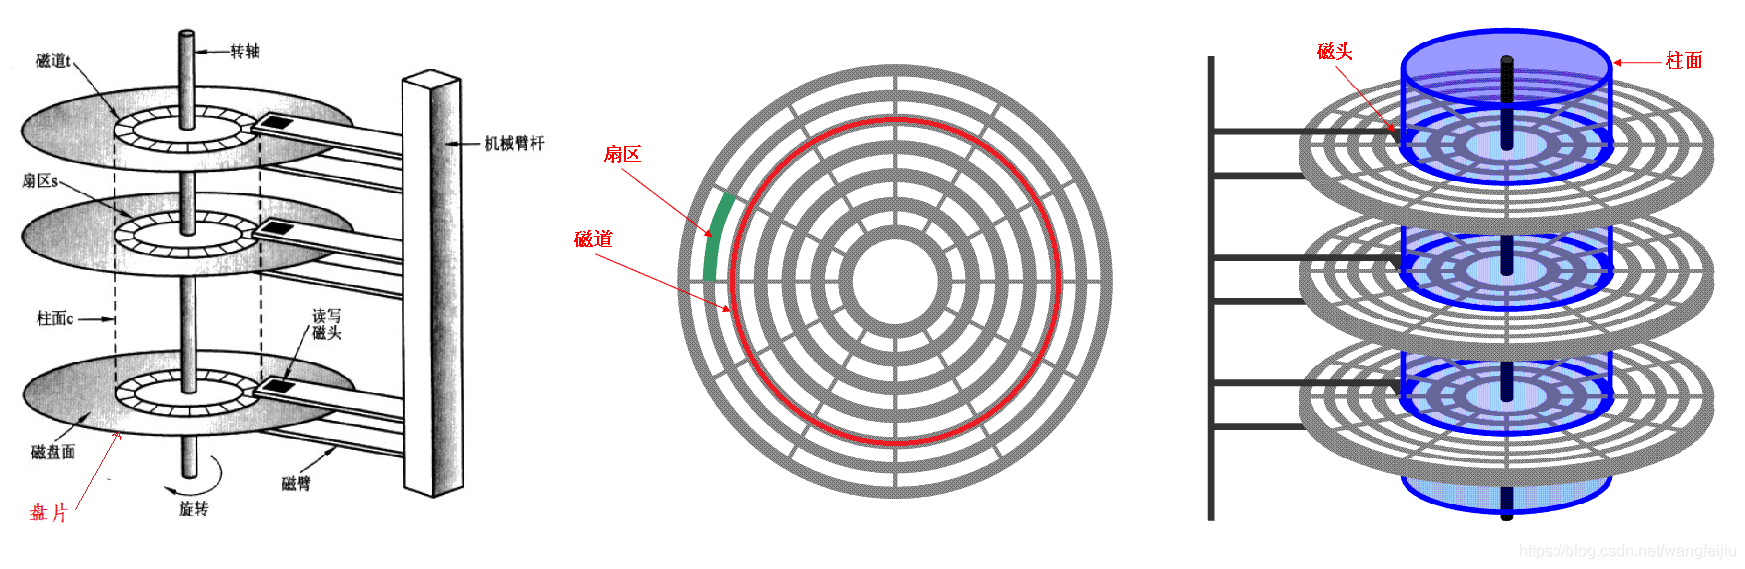 转轴
磁道t
机械臂杆
扇区s
柱面c
读写
磁头
磁盘面
磁臂
盘片
旋转
扇区
磁道
磁头
柱面
https://blog.csdn.net/wangfeijiu